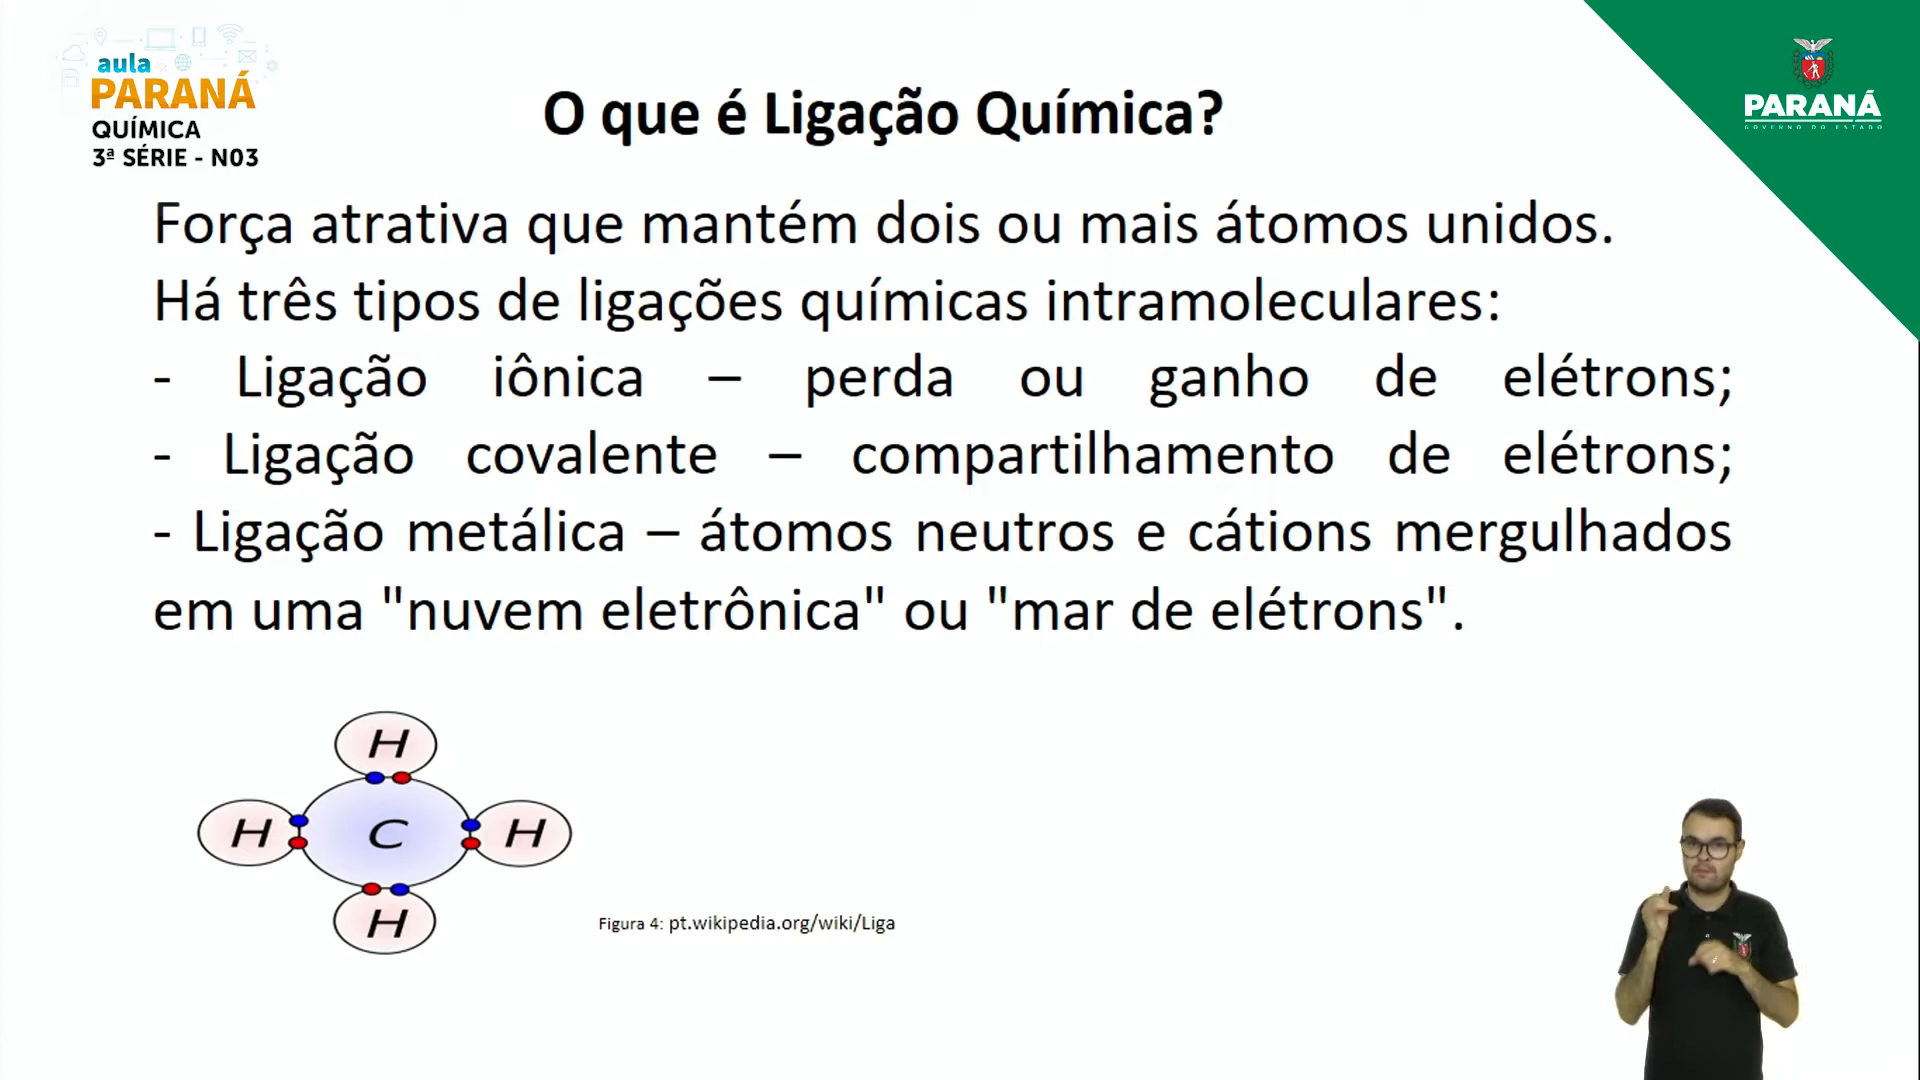 aula
PARANÁ
QUÍMICA
3ª SÉRIE - N03
PARANÁ
GOVERNO DO ESTADO
O que é Ligação Química?
Força atrativa que mantém dois ou mais átomos unidos.
Há três tipos de ligações químicas intramoleculares:
- Ligação iônica – perda ou ganho de elétrons;
- Ligação covalente – compartilhamento de elétrons;
- Ligação metálica – átomos neutros e cátions mergulhados
em uma "nuvem eletrônica" ou "mar de elétrons".
H
H C H
H
Figura 4: pt.wikipedia.org/wiki/Liga